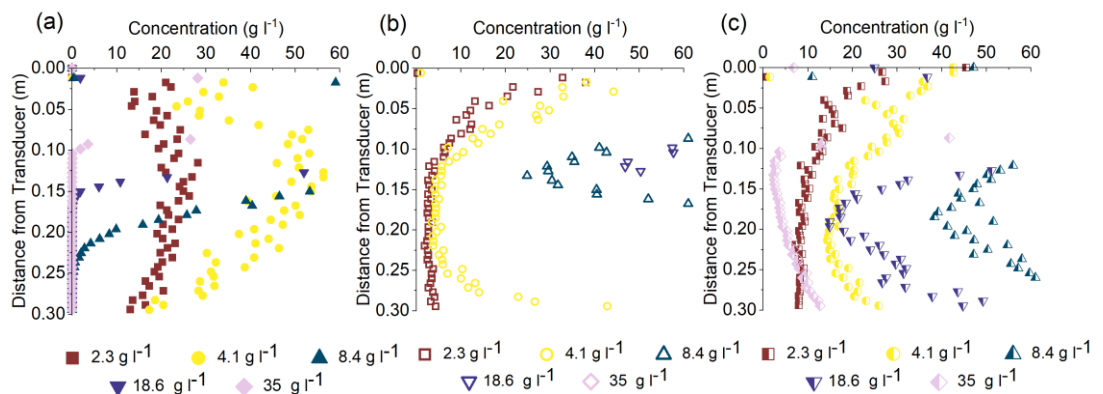 (a) Concentration (g l⁻¹)
0 10 20 30 40 50 60
Distance from Transducer (m)
0.00
0.05
0.10
0.15
0.20
0.25
0.30
2.3 g l⁻¹ 4.1 g l⁻¹ 8.4 g l⁻¹
18.6 g l⁻¹ 35 g l⁻¹
(b) Concentration (g l⁻¹)
0 10 20 30 40 50 60
Distance from Transducer (m)
0.00
0.05
0.10
0.15
0.20
0.25
0.30
2.3 g l⁻¹ 4.1 g l⁻¹ 8.4 g l⁻¹
18.6 g l⁻¹ 35 g l⁻¹
(c) Concentration (g l⁻¹)
0 10 20 30 40 50 60
Distance from Transducer (m)
0.00
0.05
0.10
0.15
0.20
0.25
0.30
2.3 g l⁻¹ 4.1 g l⁻¹ 8.4 g l⁻¹
18.6 g l⁻¹ 35 g l⁻¹